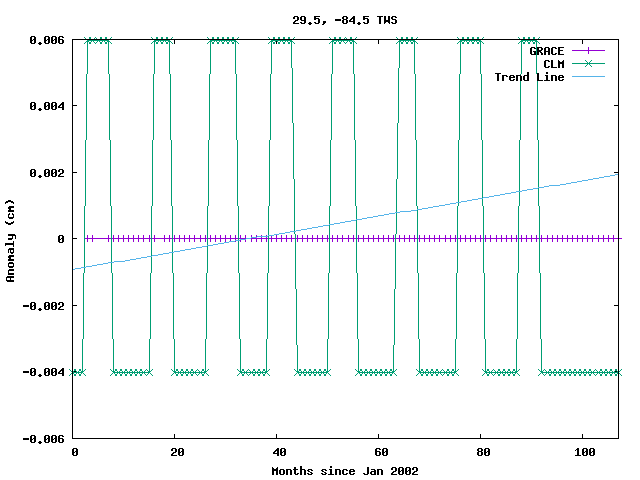 29.5, -84.5 TWS
0.006
0.004
0.002
0
-0.002
-0.004
-0.006
Anomaly (cm)
GRACE
CLM
Trend Line
0 20 40 60 80 100
Months since Jan 2002